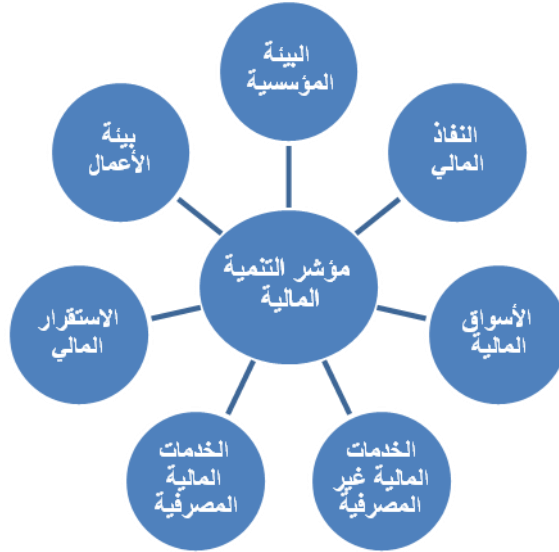 البيئة
المؤسسية
النفاذ
المالي
الأسواق
المالية
الخدمات
المالية غير
المصرفية
الخدمات
المالية
المصرفية
الاستقرار
المالي
بيئة
الأعمال
مؤشر التنمية
المالية